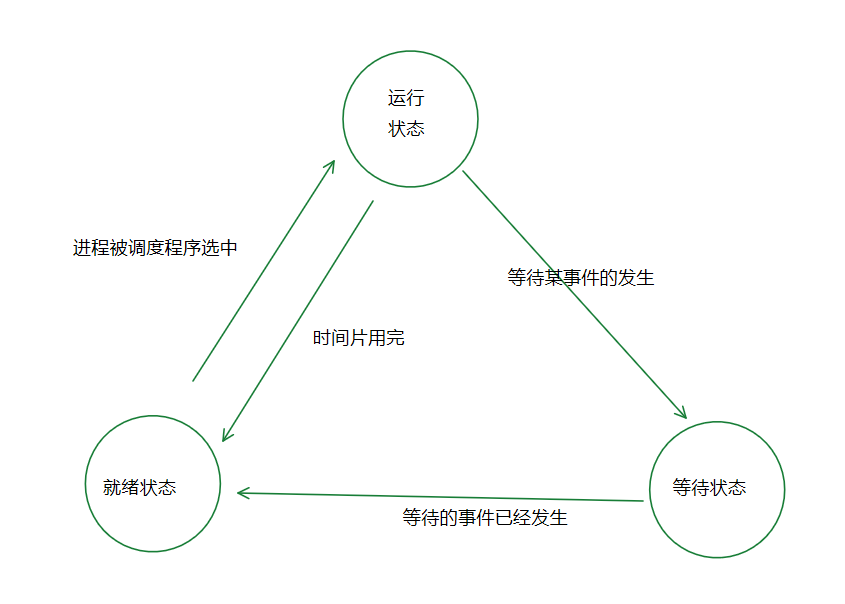 运行
状态
进程被调度程序选中
等待某事件的发生
时间片用完
就绪状态
等待状态
等待的事件已经发生